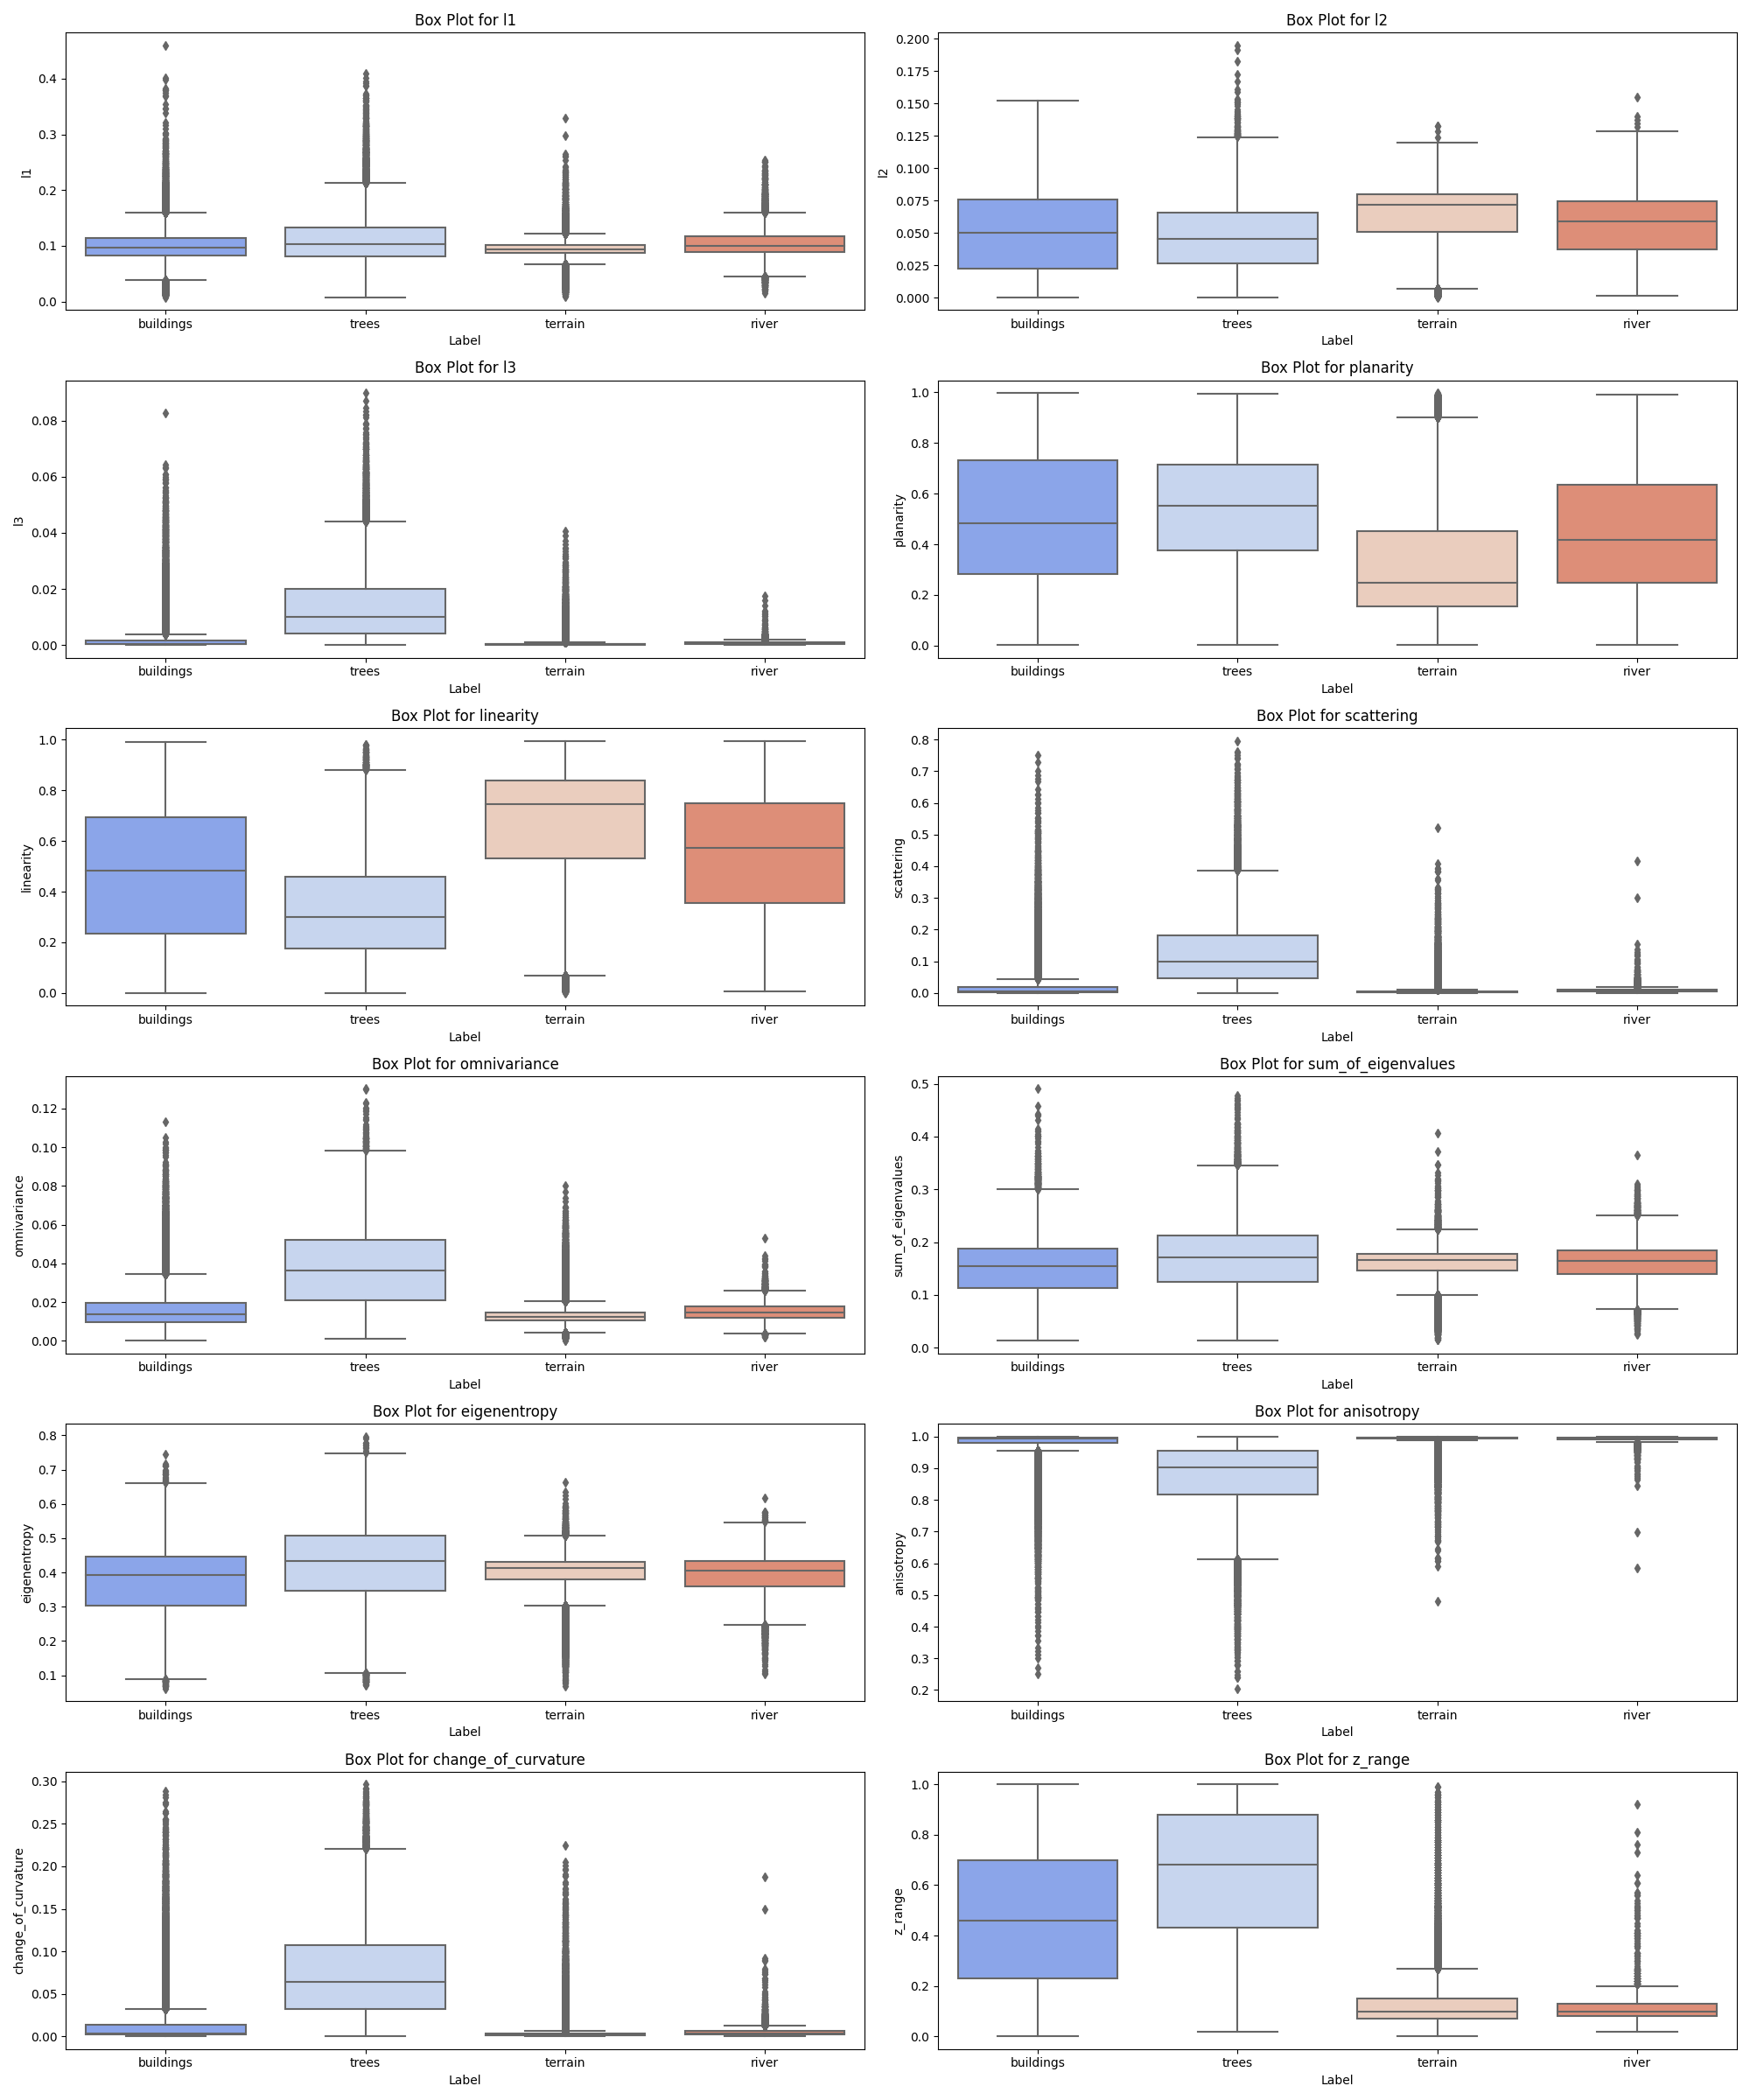 Box Plot for l1
0.4
0.3
0.2
0.1
0.0
l1
buildings
trees
terrain
river
Label
Box Plot for l2
0.200
0.175
0.150
0.125
0.100
0.075
0.050
0.025
0.000
l2
buildings
trees
terrain
river
Label
Box Plot for l3
0.08
0.06
0.04
0.02
0.00
l3
buildings
trees
terrain
river
Label
Box Plot for planarity
1.0
0.8
0.6
0.4
0.2
0.0
planarity
buildings
trees
terrain
river
Label
Box Plot for linearity
1.0
0.8
0.6
0.4
0.2
0.0
linearity
buildings
trees
terrain
river
Label
Box Plot for scattering
0.8
0.7
0.6
0.5
0.4
0.3
0.2
0.1
0.0
scattering
buildings
trees
terrain
river
Label
Box Plot for omnivariance
0.12
0.10
0.08
0.06
0.04
0.02
0.00
omnivariance
buildings
trees
terrain
river
Label
Box Plot for sum_of_eigenvalues
0.5
0.4
0.3
0.2
0.1
0.0
sum_of_eigenvalues
buildings
trees
terrain
river
Label
Box Plot for eigenentropy
0.8
0.7
0.6
0.5
0.4
0.3
0.2
0.1
eigenentropy
buildings
trees
terrain
river
Label
Box Plot for anisotropy
1.0
0.9
0.8
0.7
0.6
0.5
0.4
0.3
0.2
anisotropy
buildings
trees
terrain
river
Label
Box Plot for change_of_curvature
0.30
0.25
0.20
0.15
0.10
0.05
0.00
change_of_curvature
buildings
trees
terrain
river
Label
Box Plot for z_range
1.0
0.8
0.6
0.4
0.2
0.0
z_range
buildings
trees
terrain
river
Label